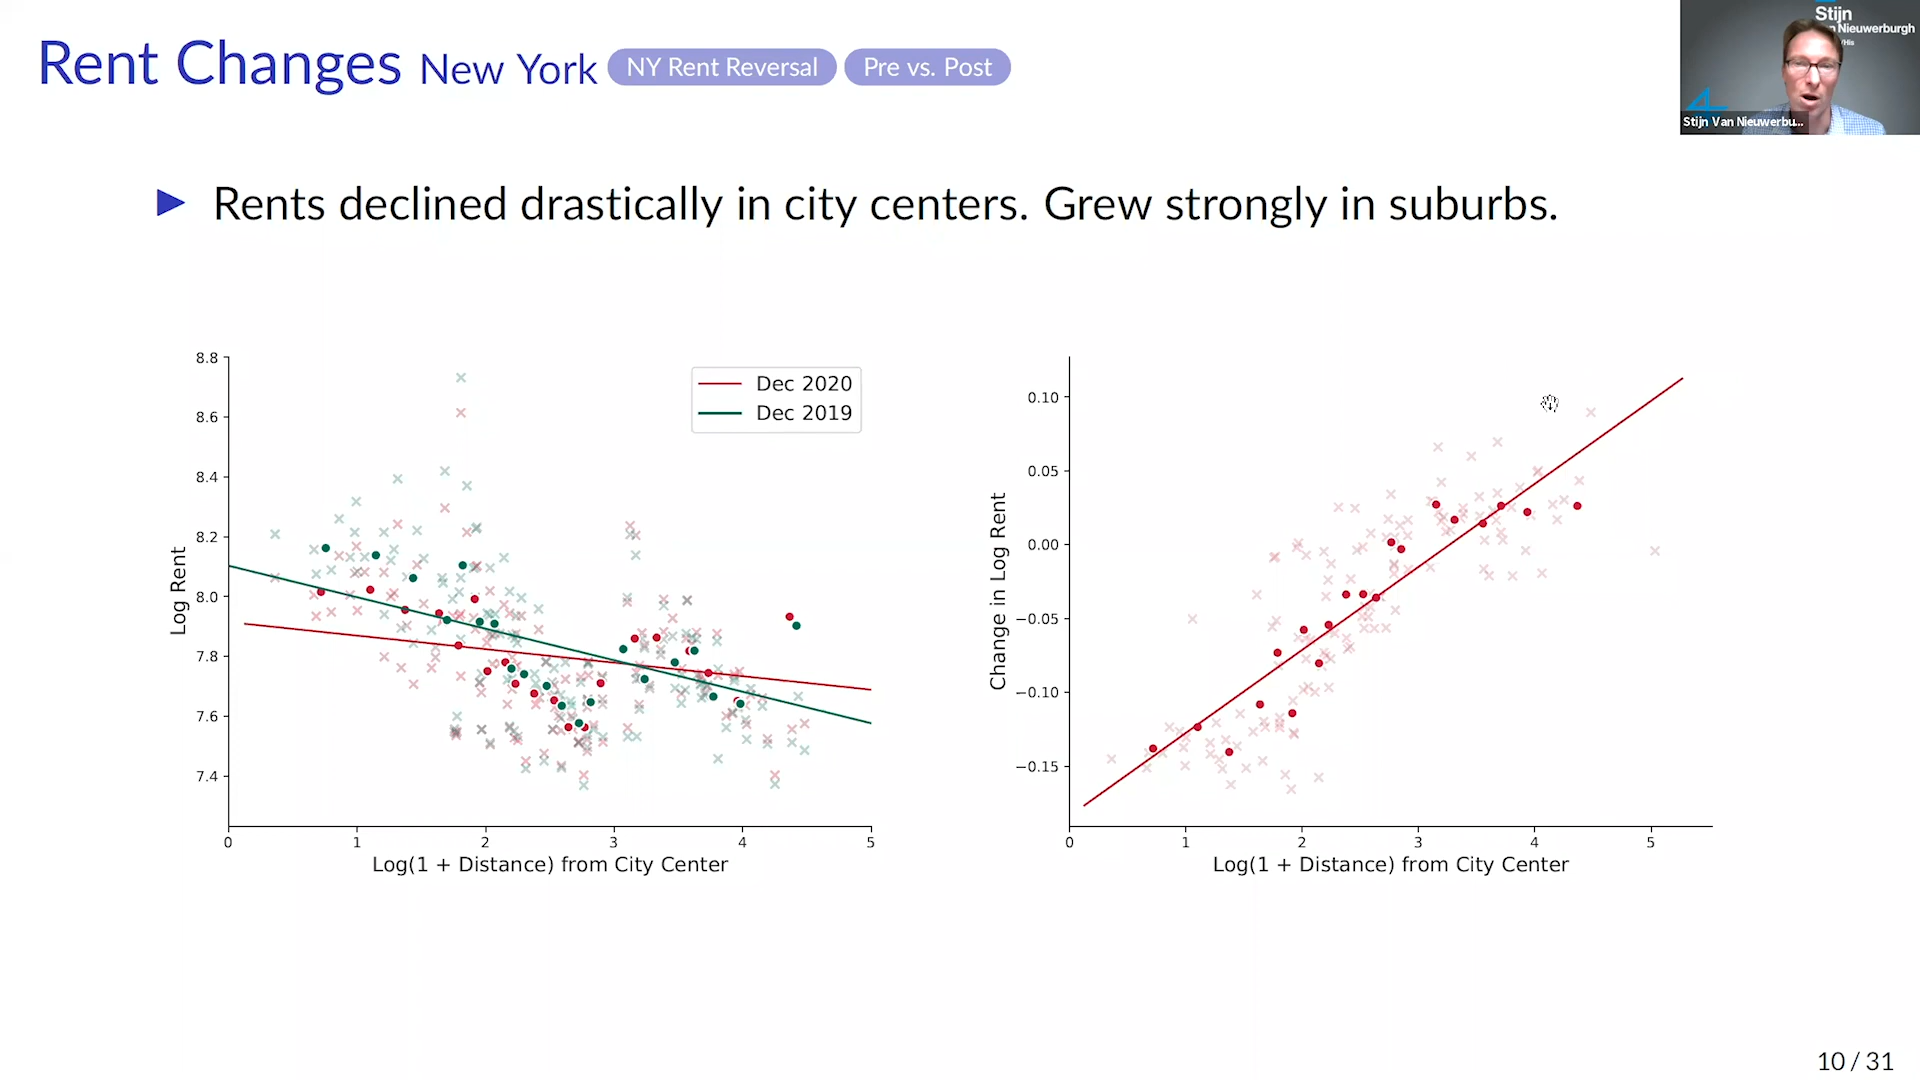 Rent Changes New York NY Rent Reversal Pre vs. Post
Stijn
Nieuwerburgh
Stijn Van Nieuwerbu...
Rents declined drastically in city centers. Grew strongly in suburbs.
8.8
8.6
8.4
8.2
8.0
7.8
7.6
7.4
Log Rent
Dec 2020
Dec 2019
0 1 2 3 4 5
Log(1 + Distance) from City Center
0.10
0.05
0.00
−0.05
−0.10
−0.15
Change in Log Rent
0 1 2 3 4 5
Log(1 + Distance) from City Center
10 / 31